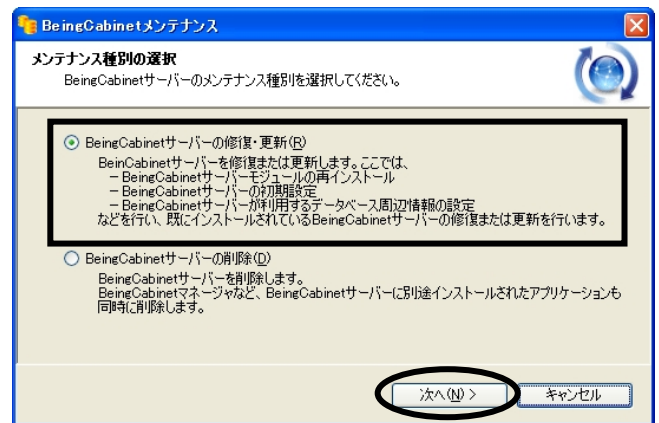 BeingCabinetメンテナンス
メンテナンス種別の選択
BeingCabinetサーバーのメンテナンス種別を選択してください。
BeingCabinetサーバーの修復・更新(R)
BeinCabinetサーバーを修復または更新します。ここでは、
－BeingCabinetサーバーモジュールの再インストール
－BeingCabinetサーバーの初期設定
－BeingCabinetサーバーが利用するデータベース周辺情報の設定
などを行い、既にインストールされているBeingCabinetサーバーの修復または更新を行います。
BeingCabinetサーバーの削除(D)
BeingCabinetサーバーを削除します。
BeingCabinetマネージャなど、BeingCabinetサーバーに別途インストールされたアプリケーションも
同時に削除します。
次へ(N) > キャンセル